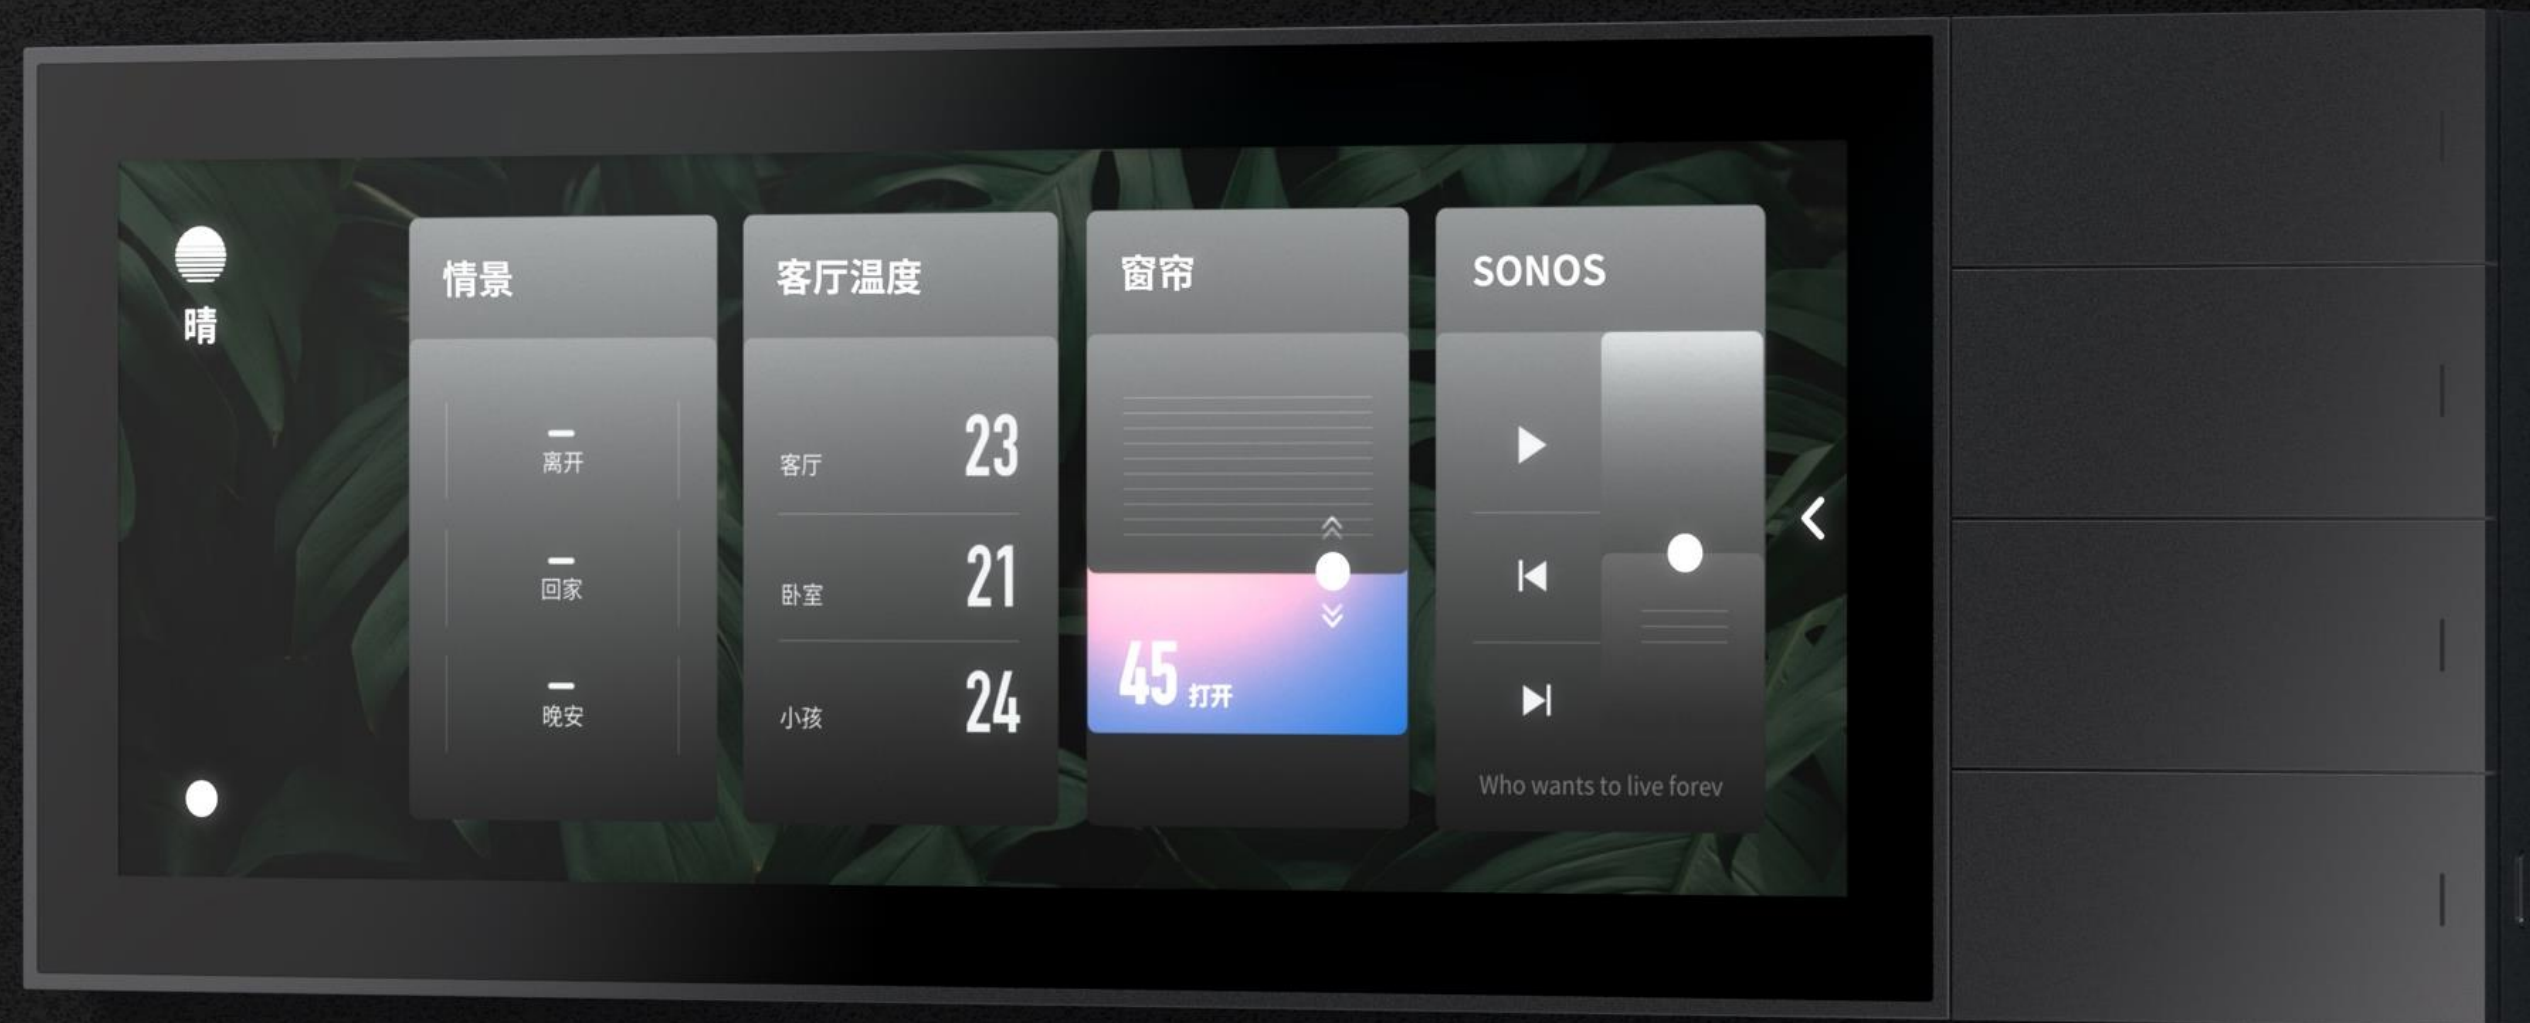 晴
情景
离开
回家
晚安
客厅温度
客厅 23
卧室 21
小孩 24
窗帘
45 打开
SONOS
Who wants to live forev